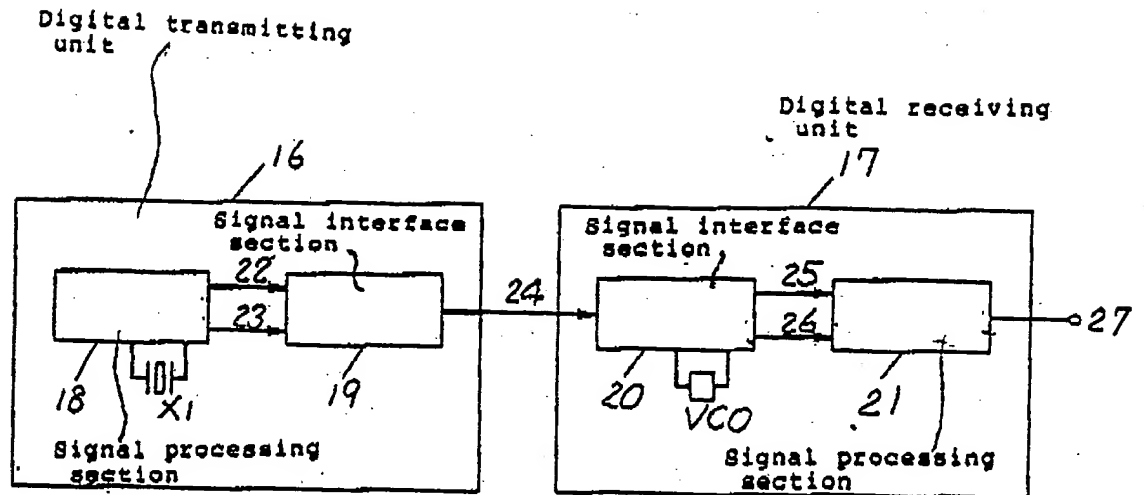 Digital transmitting
unit
Digital receiving
unit
16
17
Signal interface
section
Signal interface
section
22
23
24
25
26
27
18
X1
19
20
VCO
21
Signal processing
section
Signal processing
section